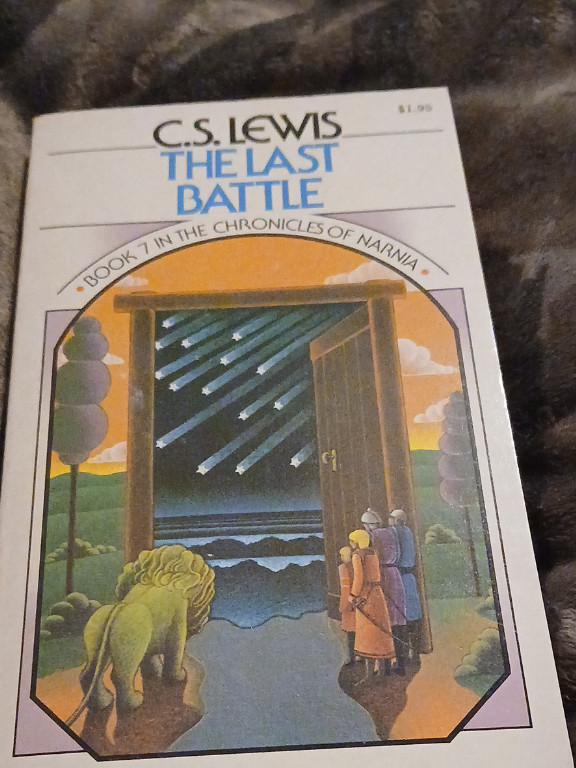 $1.95
C.S. LEWIS
THE LAST
BATTLE
• BOOK 7 IN THE CHRONICLES OF NARNIA •